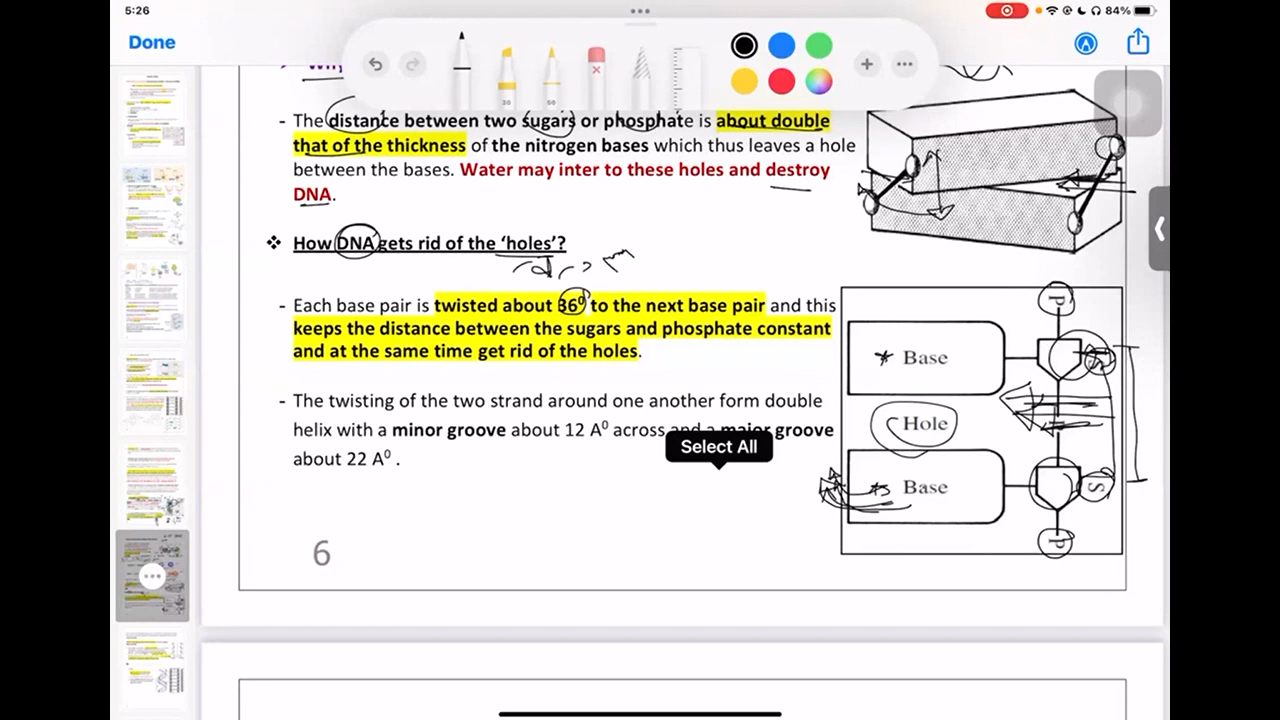 5:26
84%
Done
20
50
- The distance between two sugars or phosphate is about double
that of the thickness of the nitrogen bases which thus leaves a hole
between the bases. Water may inter to these holes and destroy
DNA.
❖ How DNA gets rid of the ‘holes’?
- Each base pair is twisted about 36⁰ to the next base pair and this
keeps the distance between the sugars and phosphate constant
and at the same time get rid of the holes.
- The twisting of the two strand around one another form double
helix with a minor groove about 12 A⁰ across and a major groove
about 22 A⁰ .
Select All
6
P
Base
S
Hole
Base
S
P